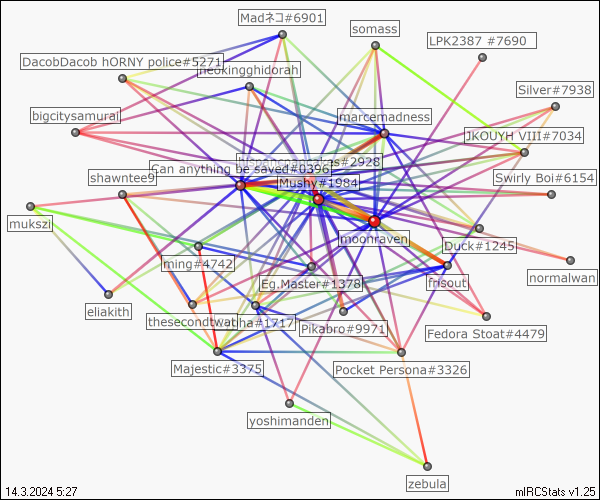 Madネコ#6901
somass
LPK2387 #7690
DacobDacob hORNY police#5271
neokingghidorah
Silver#7938
bigcitysamurai
marcemadness
JKOUYH VIII#7034
#2928
Can anything be saved#0396
shawntee9
Mushy#1984
Swirly Boi#6154
mukszi
moonraven
Duck#1245
ming#4742
normalwan
Eg.Master#1378
frisout
eliakith
thesecondtwat
ha#1717
Pikabro#9971
Fedora Stoat#4479
Majestic#3375
Pocket Persona#3326
yoshimanden
zebula
14.3.2024 5:27
mIRCStats v1.25